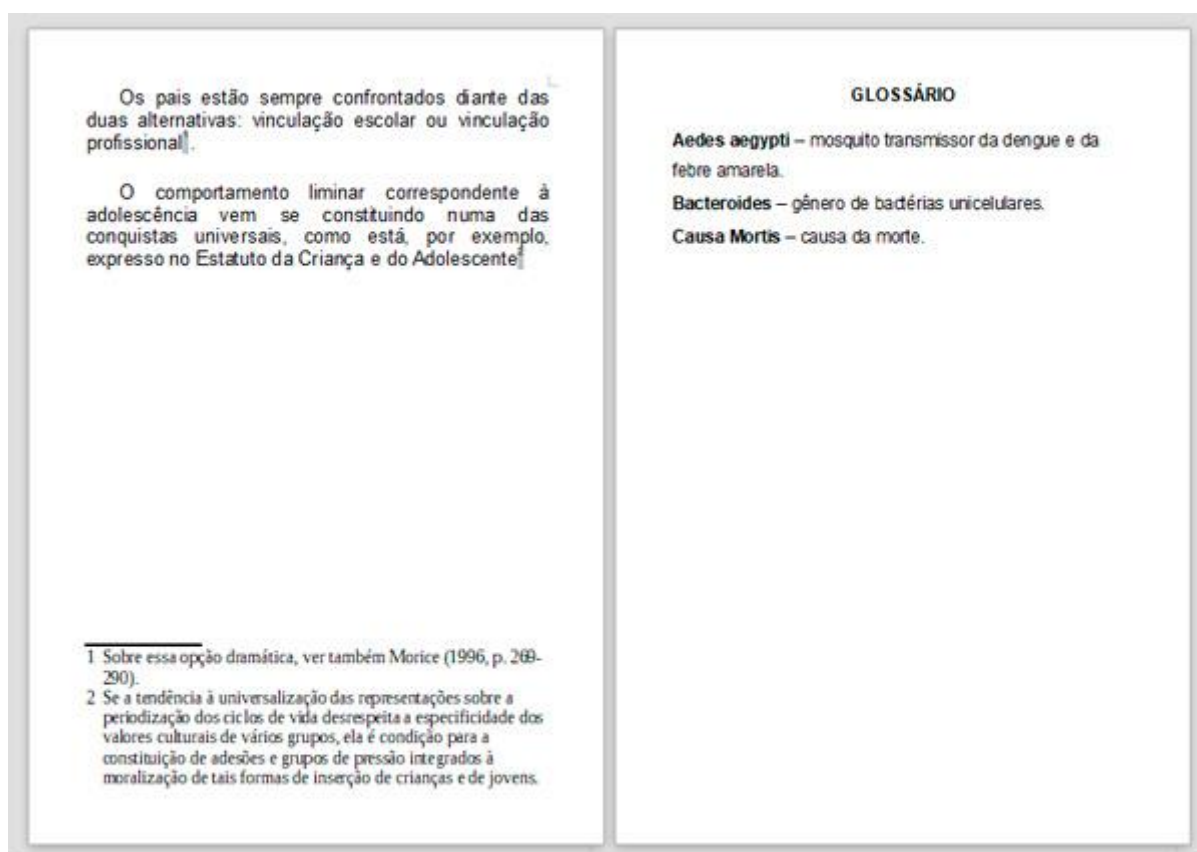 Os pais estão sempre confrontados diante das
duas alternativas: vinculação escolar ou vinculação
profissional1.
O comportamento liminar correspondente à
adolescência vem se constituindo numa das
conquistas universais, como está, por exemplo,
expresso no Estatuto da Criança e do Adolescente2
1 Sobre essa opção dramática, ver também Morice (1996, p. 269-
290).
2 Se a tendência à universalização das representações sobre a
periodização dos ciclos de vida desrespeita a especificidade dos
valores culturais de vários grupos, ela é condição para a
constituição de adesões e grupos de pressão integrados à
moralização de tais formas de inserção de crianças e de jovens.
GLOSSÁRIO
Aedes aegypti – mosquito transmissor da dengue e da
febre amarela.
Bacteroides – gênero de bactérias unicelulares.
Causa Mortis – causa da morte.